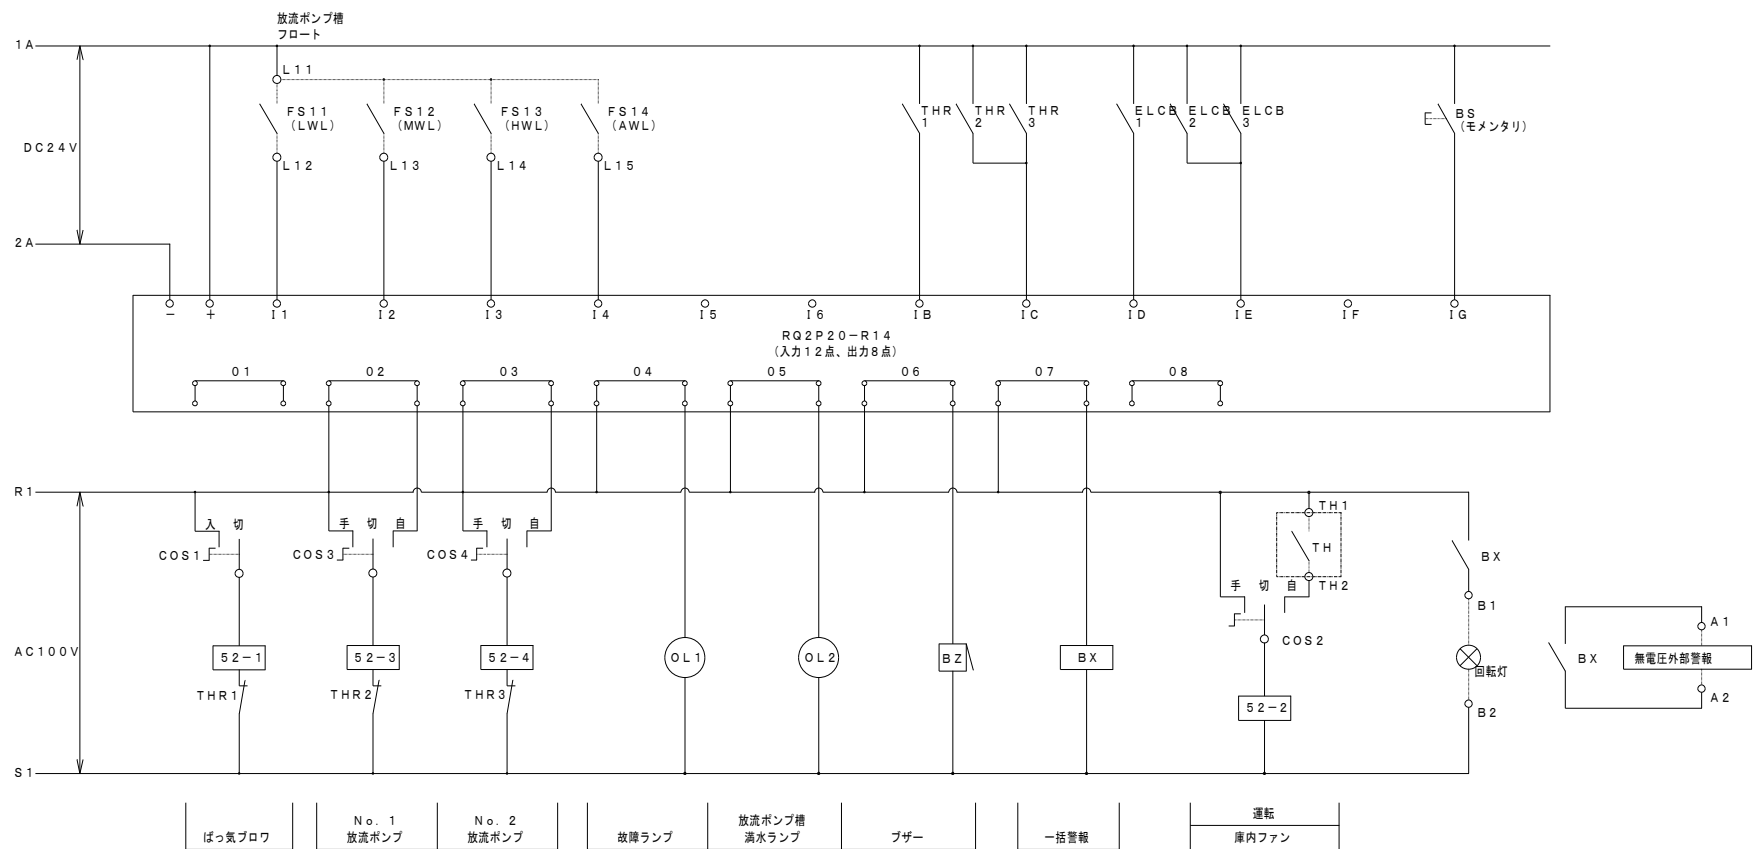 放流ポンプ槽
フロート
1A
L11
FS11
(LWL)
FS12
(MWL)
FS13
(HWL)
FS14
(AWL)
THR
1
THR
2
THR
3
ELCB
1
ELCB
2
ELCB
3
BS
(モメンタリ)
DC24V
L12
L13
L14
L15
2A
－ ＋ I1 I2 I3 I4 I5 I6 IB IC ID IE IF IG
RQ2P20－R14
(入力12点、出力8点)
01 02 03 04 05 06 07 08
R1
入 切
手 切 自
手 切 自
COS1
COS3
COS4
TH1
TH
TH2
手 切 自
COS2
BX
B1
AC100V
52－1
52－3
52－4
OL1
OL2
BZ
BX
52－2
回転灯
B2
BX
無電圧外部警報
A1
A2
THR1
THR2
THR3
S1
ばっ気ブロワ
No．1
放流ポンプ
No．2
放流ポンプ
故障ランプ
放流ポンプ槽
満水ランプ
ブザー
一括警報
運転
庫内ファン